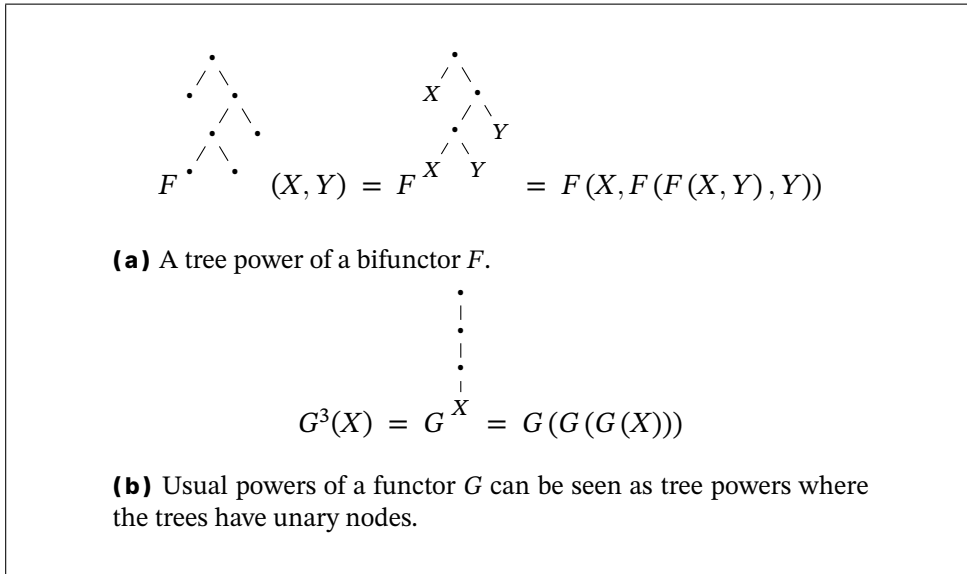 X
Y
X Y
F (X, Y) = F = F(X, F(F(X, Y), Y))
(a) A tree power of a bifunctor F.
G³(X) = G X = G(G(G(X)))
(b) Usual powers of a functor G can be seen as tree powers where
the trees have unary nodes.